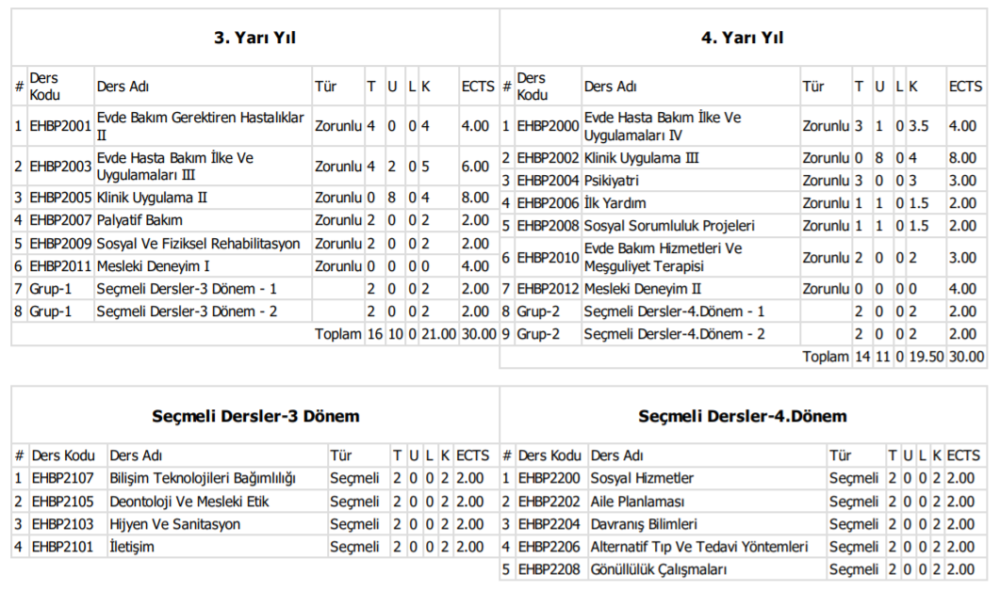 3. Yarı Yıl
# Ders Kodu Ders Adı Tür T U L K ECTS
1 EHBP2001 Evde Bakım Gerektiren Hastalıklar II Zorunlu 4 0 0 4 4.00
2 EHBP2003 Evde Hasta Bakım İlke Ve Uygulamaları III Zorunlu 4 2 0 5 6.00
3 EHBP2005 Klinik Uygulama II Zorunlu 0 8 0 4 8.00
4 EHBP2007 Palyatif Bakım Zorunlu 2 0 0 2 2.00
5 EHBP2009 Sosyal Ve Fiziksel Rehabilitasyon Zorunlu 2 0 0 2 2.00
6 EHBP2011 Mesleki Deneyim I Zorunlu 0 0 0 0 4.00
7 Grup-1 Seçmeli Dersler-3 Dönem - 1 2 0 0 2 2.00
8 Grup-1 Seçmeli Dersler-3 Dönem - 2 2 0 0 2 2.00
Toplam 16 10 0 21.00 30.00
4. Yarı Yıl
# Ders Kodu Ders Adı Tür T U L K ECTS
1 EHBP2000 Evde Hasta Bakım İlke Ve Uygulamaları IV Zorunlu 3 1 0 3.5 4.00
2 EHBP2002 Klinik Uygulama III Zorunlu 0 8 0 4 8.00
3 EHBP2004 Psikiyatri Zorunlu 3 0 0 3 3.00
4 EHBP2006 İlk Yardım Zorunlu 1 1 0 1.5 2.00
5 EHBP2008 Sosyal Sorumluluk Projeleri Zorunlu 1 1 0 1.5 2.00
6 EHBP2010 Evde Bakım Hizmetleri Ve Meşguliyet Terapisi Zorunlu 2 0 0 2 3.00
7 EHBP2012 Mesleki Deneyim II Zorunlu 0 0 0 0 4.00
8 Grup-2 Seçmeli Dersler-4.Dönem - 1 2 0 0 2 2.00
9 Grup-2 Seçmeli Dersler-4.Dönem - 2 2 0 0 2 2.00
Toplam 14 11 0 19.50 30.00
Seçmeli Dersler-3 Dönem
# Ders Kodu Ders Adı Tür T U L K ECTS
1 EHBP2107 Bilişim Teknolojileri Bağımlılığı Seçmeli 2 0 0 2 2.00
2 EHBP2105 Deontoloji Ve Mesleki Etik Seçmeli 2 0 0 2 2.00
3 EHBP2103 Hijyen Ve Sanitasyon Seçmeli 2 0 0 2 2.00
4 EHBP2101 İletişim Seçmeli 2 0 0 2 2.00
Seçmeli Dersler-4.Dönem
# Ders Kodu Ders Adı Tür T U L K ECTS
1 EHBP2200 Sosyal Hizmetler Seçmeli 2 0 0 2 2.00
2 EHBP2202 Aile Planlaması Seçmeli 2 0 0 2 2.00
3 EHBP2204 Davranış Bilimleri Seçmeli 2 0 0 2 2.00
4 EHBP2206 Alternatif Tıp Ve Tedavi Yöntemleri Seçmeli 2 0 0 2 2.00
5 EHBP2208 Gönüllülük Çalışmaları Seçmeli 2 0 0 2 2.00